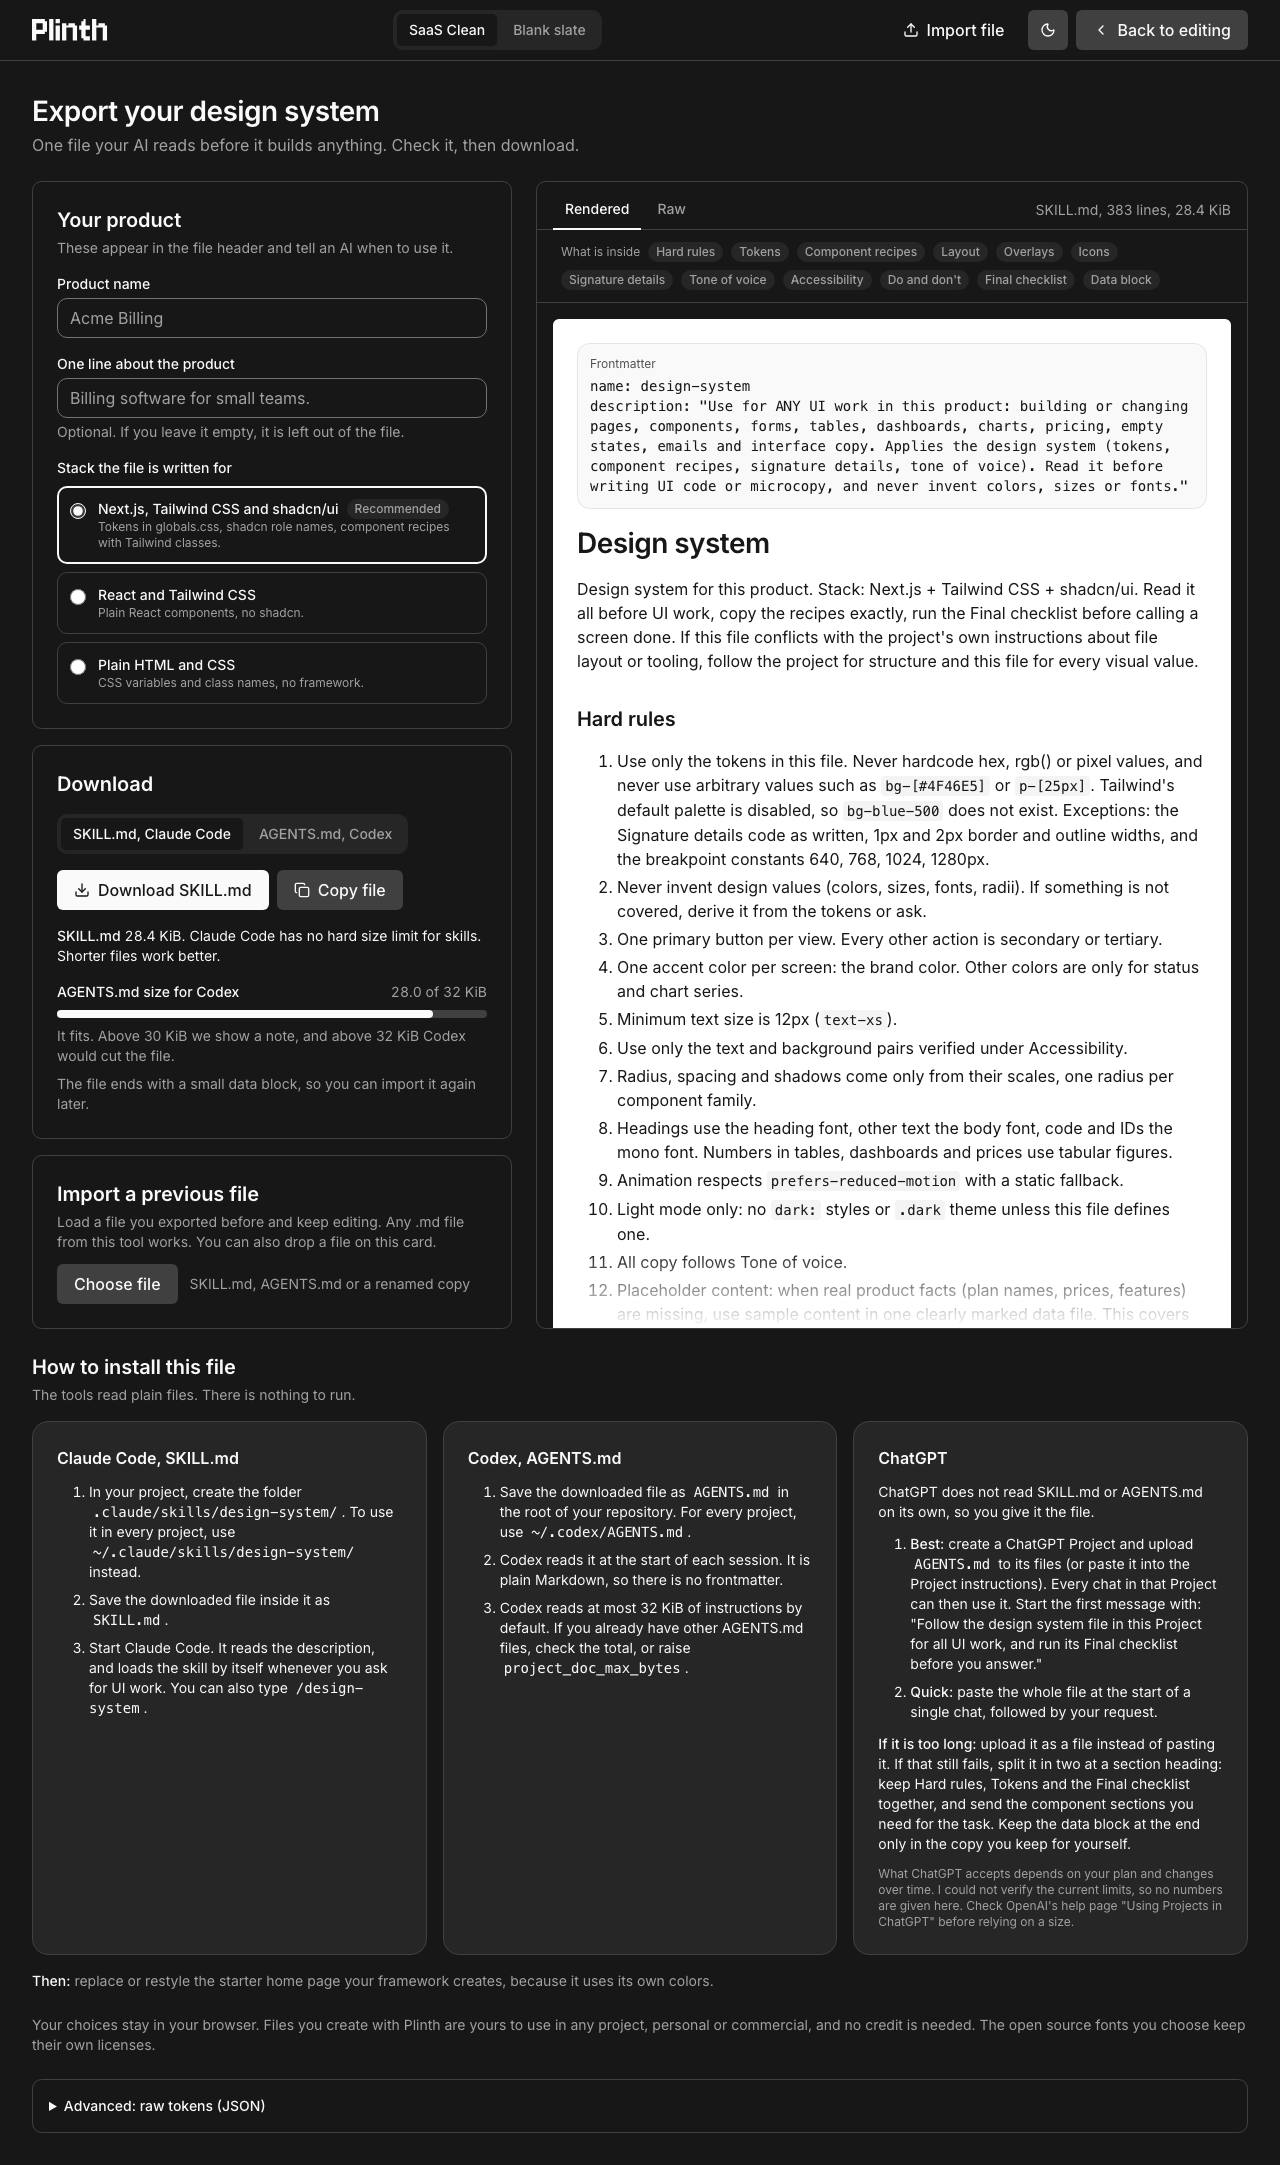 Plinth
SaaS Clean
Blank slate
Import file
Back to editing
Export your design system
One file your AI reads before it builds anything. Check it, then download.
Your product
These appear in the file header and tell an AI when to use it.
Product name
Acme Billing
One line about the product
Billing software for small teams.
Optional. If you leave it empty, it is left out of the file.
Stack the file is written for
Next.js, Tailwind CSS and shadcn/ui Recommended
Tokens in globals.css, shadcn role names, component recipes
with Tailwind classes.
React and Tailwind CSS
Plain React components, no shadcn.
Plain HTML and CSS
CSS variables and class names, no framework.
Download
SKILL.md, Claude Code
AGENTS.md, Codex
Download SKILL.md
Copy file
SKILL.md 28.4 KiB. Claude Code has no hard size limit for skills.
Shorter files work better.
AGENTS.md size for Codex
28.0 of 32 KiB
It fits. Above 30 KiB we show a note, and above 32 KiB Codex
would cut the file.
The file ends with a small data block, so you can import it again
later.
Import a previous file
Load a file you exported before and keep editing. Any .md file
from this tool works. You can also drop a file on this card.
Choose file
SKILL.md, AGENTS.md or a renamed copy
Rendered
Raw
SKILL.md, 383 lines, 28.4 KiB
What is inside Hard rules Tokens Component recipes Layout Overlays Icons
Signature details Tone of voice Accessibility Do and don't Final checklist Data block
Frontmatter
name: design-system
description: "Use for ANY UI work in this product: building or changing
pages, components, forms, tables, dashboards, charts, pricing, empty
states, emails and interface copy. Applies the design system (tokens,
component recipes, signature details, tone of voice). Read it before
writing UI code or microcopy, and never invent colors, sizes or fonts."
Design system
Design system for this product. Stack: Next.js + Tailwind CSS + shadcn/ui. Read it
all before UI work, copy the recipes exactly, run the Final checklist before calling a
screen done. If this file conflicts with the project's own instructions about file
layout or tooling, follow the project for structure and this file for every visual value.
Hard rules
1. Use only the tokens in this file. Never hardcode hex, rgb() or pixel values, and
never use arbitrary values such as bg-[#4F46E5] or p-[25px]. Tailwind's
default palette is disabled, so bg-blue-500 does not exist. Exceptions: the
Signature details code as written, 1px and 2px border and outline widths, and
the breakpoint constants 640, 768, 1024, 1280px.
2. Never invent design values (colors, sizes, fonts, radii). If something is not
covered, derive it from the tokens or ask.
3. One primary button per view. Every other action is secondary or tertiary.
4. One accent color per screen: the brand color. Other colors are only for status
and chart series.
5. Minimum text size is 12px (text-xs).
6. Use only the text and background pairs verified under Accessibility.
7. Radius, spacing and shadows come only from their scales, one radius per
component family.
8. Headings use the heading font, other text the body font, code and IDs the
mono font. Numbers in tables, dashboards and prices use tabular figures.
9. Animation respects prefers-reduced-motion with a static fallback.
10. Light mode only: no dark: styles or .dark theme unless this file defines
one.
11. All copy follows Tone of voice.
12. Placeholder content: when real product facts (plan names, prices, features)
are missing, use sample content in one clearly marked data file. This covers
How to install this file
The tools read plain files. There is nothing to run.
Claude Code, SKILL.md
1. In your project, create the folder
.claude/skills/design-system/. To use
it in every project, use
~/.claude/skills/design-system/
instead.
2. Save the downloaded file inside it as
SKILL.md.
3. Start Claude Code. It reads the description,
and loads the skill by itself whenever you ask
for UI work. You can also type /design-
system.
Codex, AGENTS.md
1. Save the downloaded file as AGENTS.md in
the root of your repository. For every project,
use ~/.codex/AGENTS.md.
2. Codex reads it at the start of each session. It is
plain Markdown, so there is no frontmatter.
3. Codex reads at most 32 KiB of instructions by
default. If you already have other AGENTS.md
files, check the total, or raise
project_doc_max_bytes.
ChatGPT
ChatGPT does not read SKILL.md or AGENTS.md
on its own, so you give it the file.
1. Best: create a ChatGPT Project and upload
AGENTS.md to its files (or paste it into the
Project instructions). Every chat in that Project
can then use it. Start the first message with:
"Follow the design system file in this Project
for all UI work, and run its Final checklist
before you answer."
2. Quick: paste the whole file at the start of a
single chat, followed by your request.
If it is too long: upload it as a file instead of pasting
it. If that still fails, split it in two at a section heading:
keep Hard rules, Tokens and the Final checklist
together, and send the component sections you
need for the task. Keep the data block at the end
only in the copy you keep for yourself.
What ChatGPT accepts depends on your plan and changes
over time. I could not verify the current limits, so no numbers
are given here. Check OpenAI's help page "Using Projects in
ChatGPT" before relying on a size.
Then: replace or restyle the starter home page your framework creates, because it uses its own colors.
Your choices stay in your browser. Files you create with Plinth are yours to use in any project, personal or commercial, and no credit is needed. The open source fonts you choose keep
their own licenses.
Advanced: raw tokens (JSON)